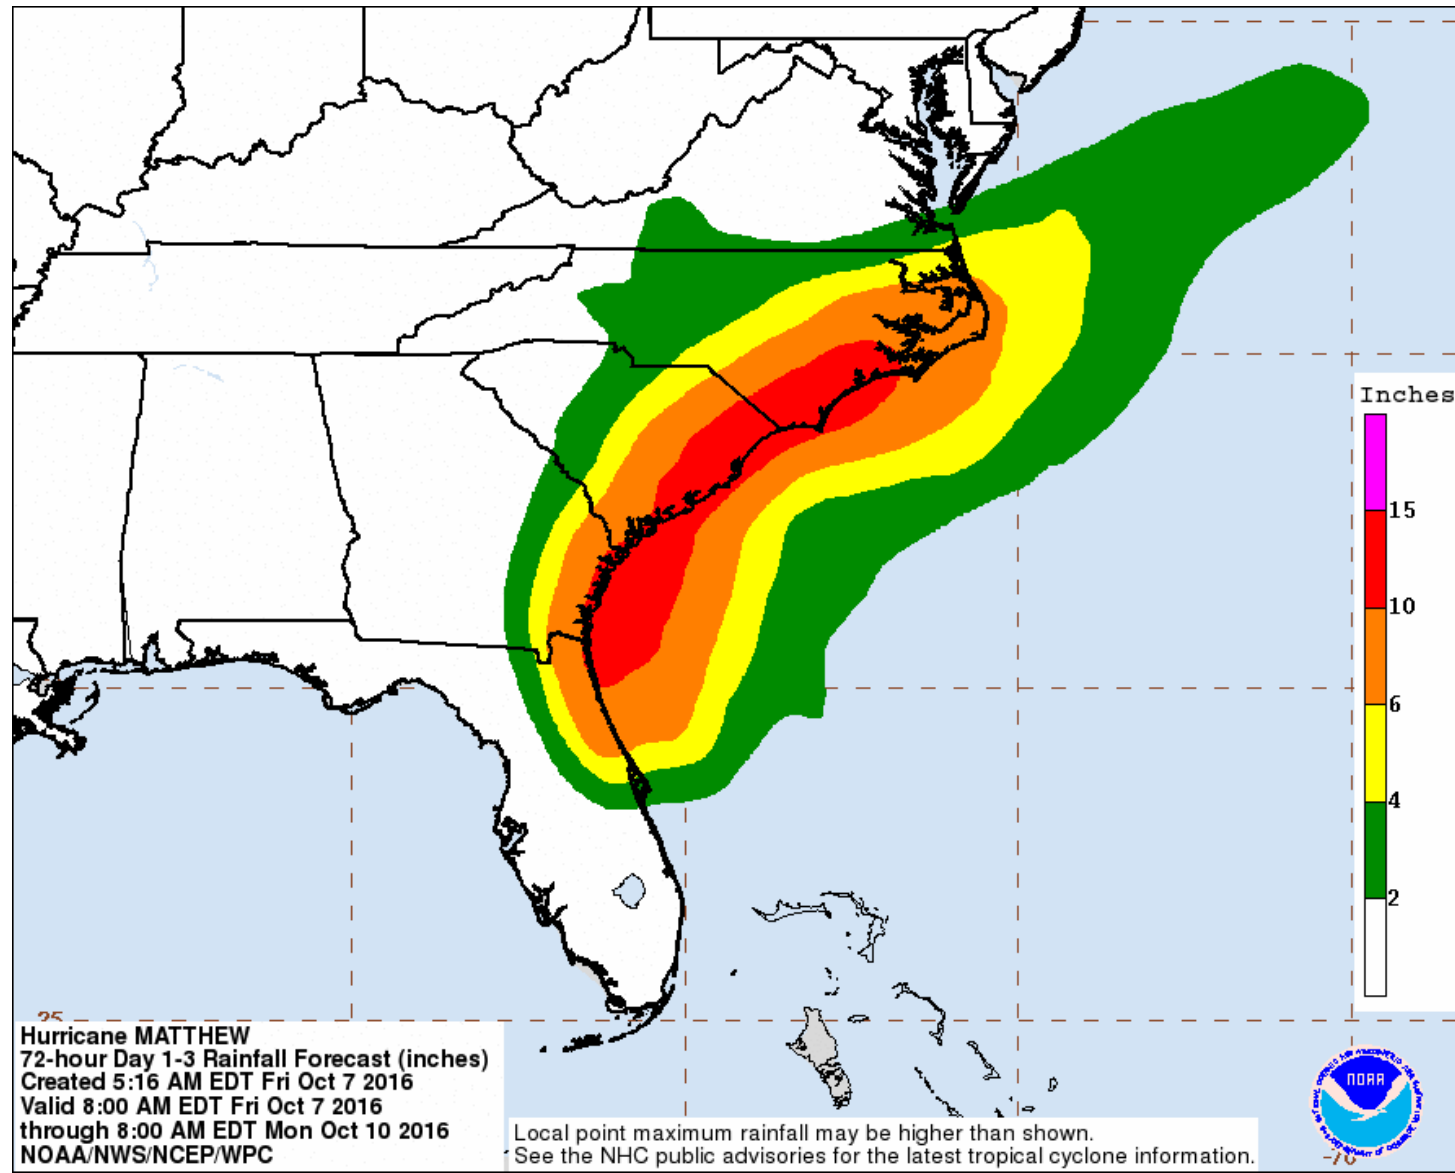 Inches
15
10
6
4
2
25
Hurricane MATTHEW
72-hour Day 1-3 Rainfall Forecast (inches)
Created 5:16 AM EDT Fri Oct 7 2016
Valid 8:00 AM EDT Fri Oct 7 2016
through 8:00 AM EDT Mon Oct 10 2016
NOAA/NWS/NCEP/WPC
Local point maximum rainfall may be higher than shown.
See the NHC public advisories for the latest tropical cyclone information.
NOAA